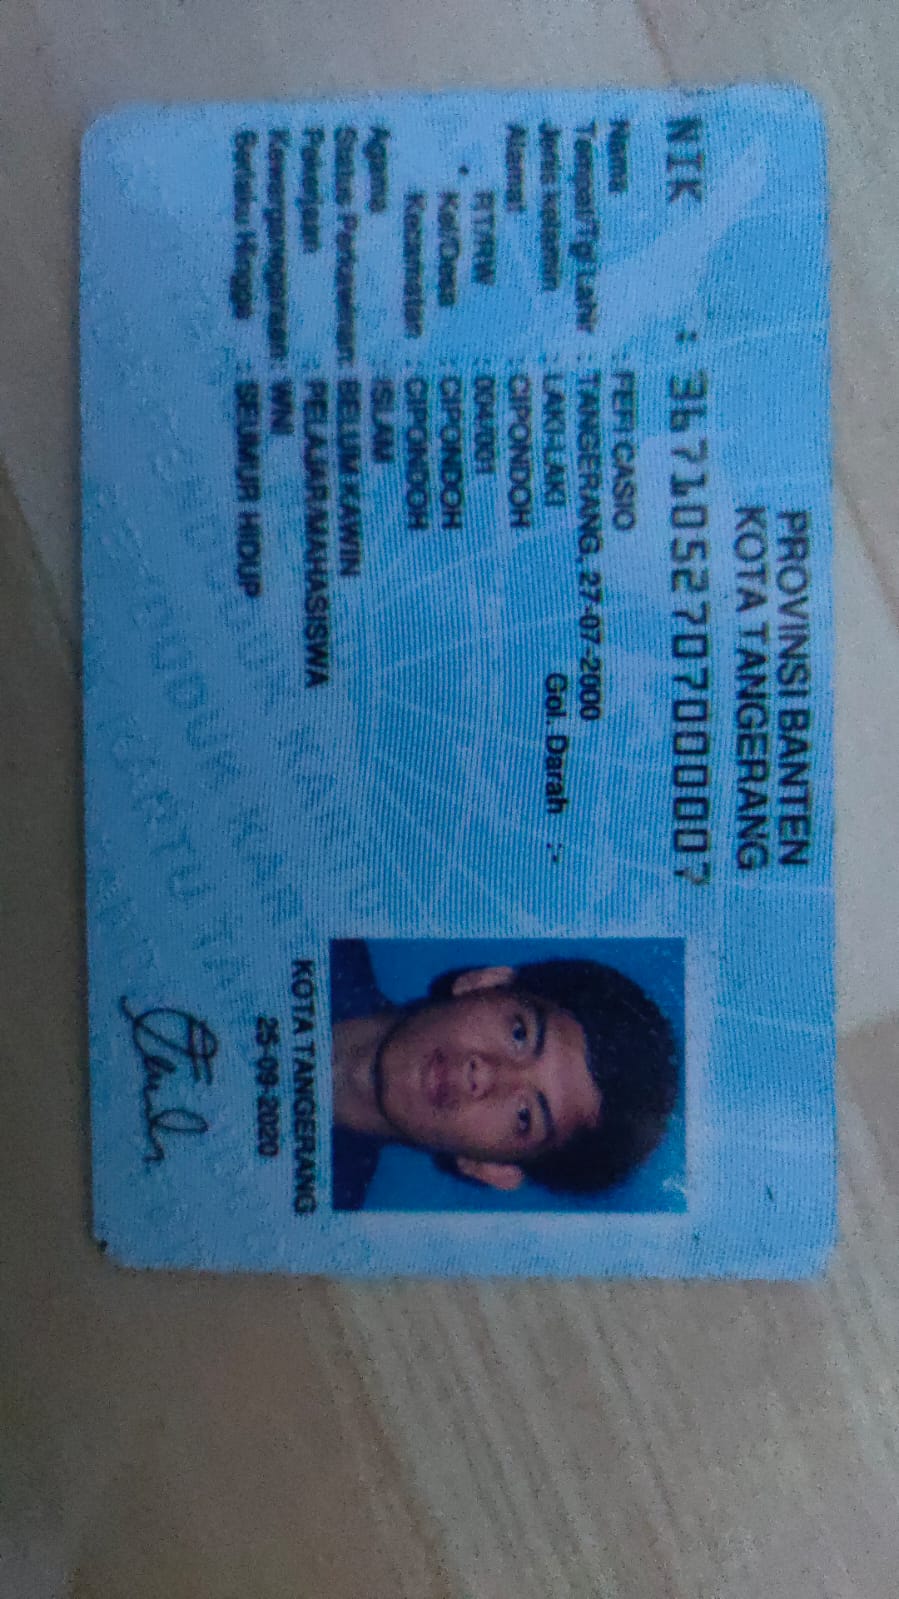 PROVINSI BANTEN
KOTA TANGERANG
NIK : 3671052707000007
Nama : FEFI CASIO
Tempat/Tgl Lahir : TANGERANG, 27-07-2000
Jenis kelamin : LAKI-LAKI Gol. Darah :-
Alamat : CIPONDOH
RT/RW : 004/001
Kel/Desa : CIPONDOH
Kecamatan : CIPONDOH
Agama : ISLAM
Status Perkawinan: BELUM KAWIN
Pekerjaan : PELAJAR/MAHASISWA
Kewarganegaraan: WNI
Berlaku Hingga : SEUMUR HIDUP
KOTA TANGERANG
25-09-2020